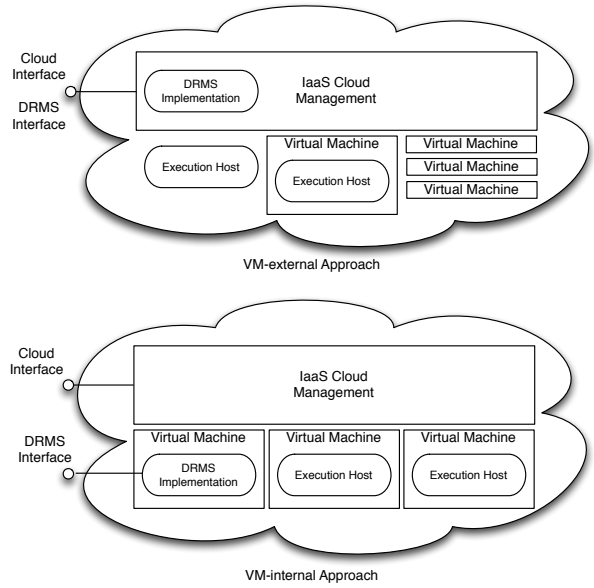 Cloud
Interface
DRMS
Interface
DRMS
Implementation
IaaS Cloud
Management
Execution Host
Virtual Machine
Execution Host
Virtual Machine
Virtual Machine
Virtual Machine
VM-external Approach
Cloud
Interface
IaaS Cloud
Management
DRMS
Interface
Virtual Machine
DRMS
Implementation
Virtual Machine
Execution Host
Virtual Machine
Execution Host
VM-internal Approach